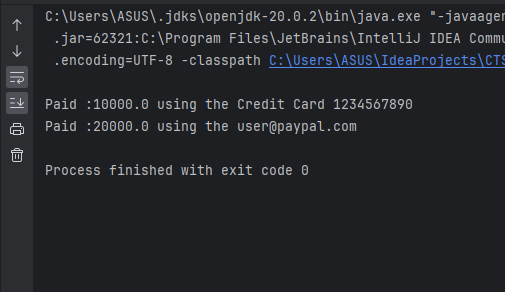 C:\Users\ASUS\.jdks\openjdk-20.0.2\bin\java.exe "-javaagen
.jar=62321:C:\Program Files\JetBrains\IntelliJ IDEA Commu
.encoding=UTF-8 -classpath C:\Users\ASUS\IdeaProjects\CTS
Paid :10000.0 using the Credit Card 1234567890
Paid :20000.0 using the user@paypal.com
Process finished with exit code 0